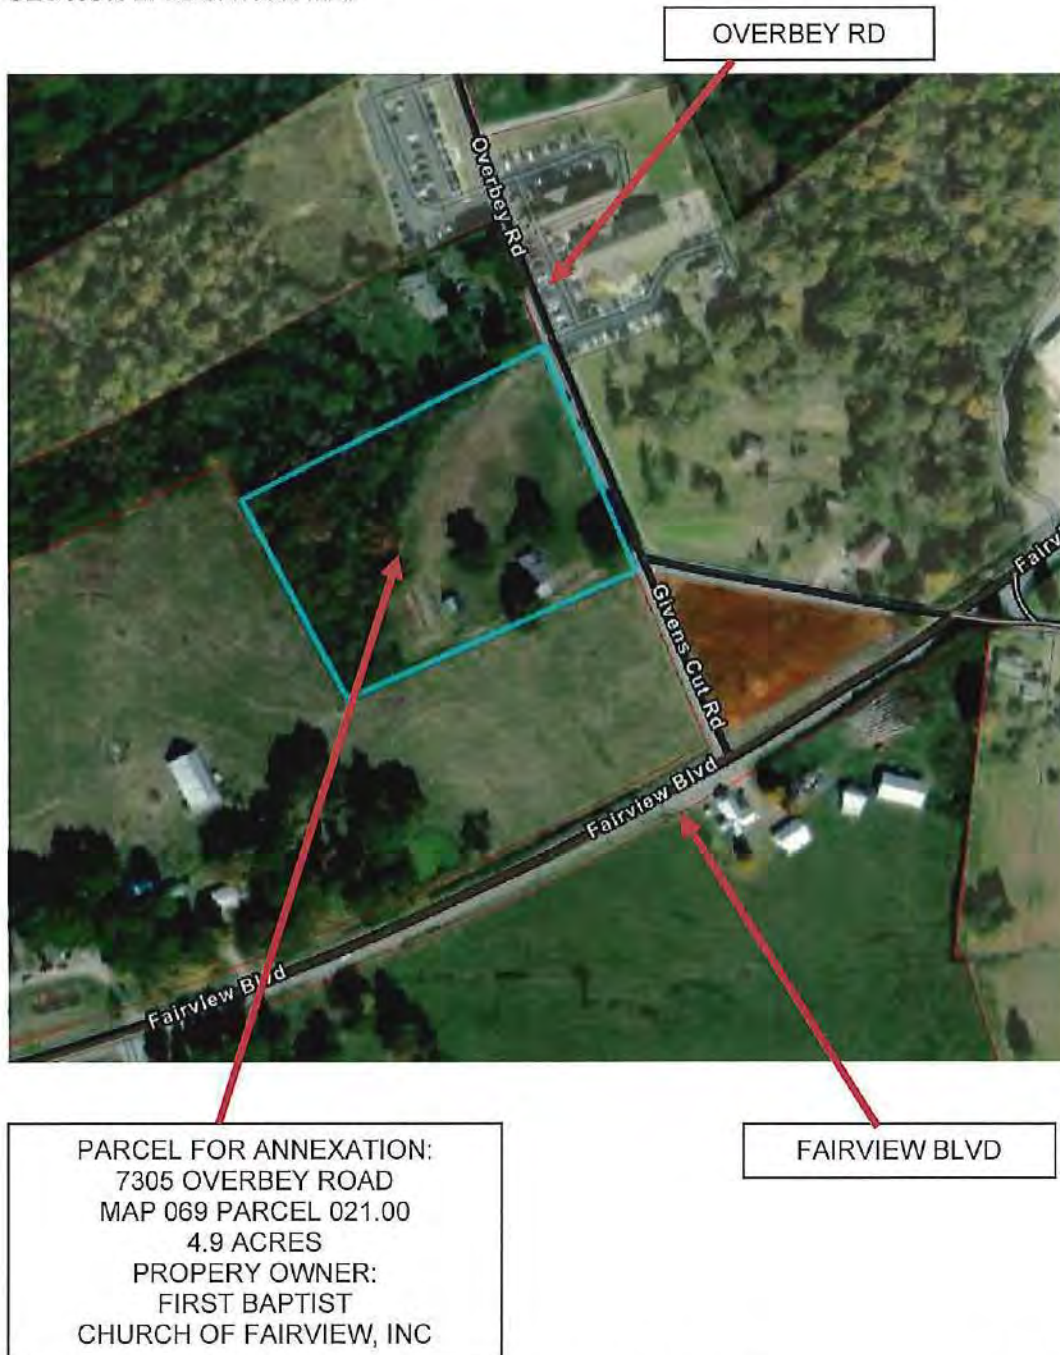 OVERBEY RD
Overbey Rd
Givens Cut Rd
Fairv
Fairview Blvd
Fairview Blvd
PARCEL FOR ANNEXATION:
7305 OVERBEY ROAD
MAP 069 PARCEL 021.00
4.9 ACRES
PROPERY OWNER:
FIRST BAPTIST
CHURCH OF FAIRVIEW, INC
FAIRVIEW BLVD